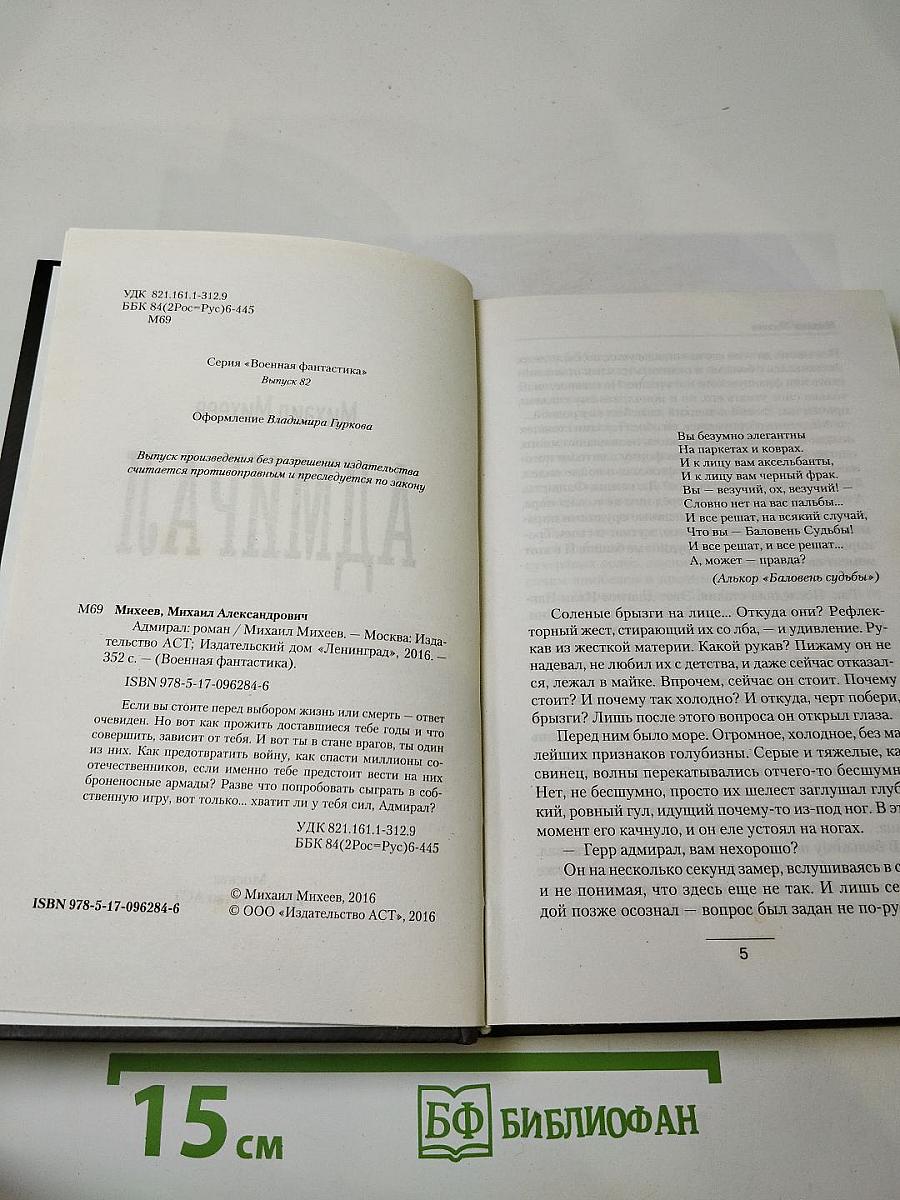 УДК 821.161.1-312.9
ББК 84(2Рос=Рус)6-445
М69
Серия «Военная фантастика»
Выпуск 82
Оформление Владимира Гуркова
Выпуск произведения без разрешения издательства
считается противоправным и преследуется по закону
М69 Михеев, Михаил Александрович
Адмирал: роман / Михаил Михеев. — Москва: Изда-
тельство АСТ; Издательский дом «Ленинград», 2016. —
352 с. — (Военная фантастика).
ISBN 978-5-17-096284-6
Если вы стоите перед выбором жизнь или смерть — ответ
очевиден. Но вот как прожить доставшиеся тебе годы и что
совершить, зависит от тебя. И вот ты в стане врагов, ты один
из них. Как предотвратить войну, как спасти миллионы со-
отечественников, если именно тебе предстоит вести на них
броненосные армады? Разве что попробовать сыграть в соб-
ственную игру, вот только... хватит ли у тебя сил, Адмирал?
УДК 821.161.1-312.9
ББК 84(2Рос=Рус)6-445
ISBN 978-5-17-096284-6
© Михаил Михеев, 2016
© ООО «Издательство АСТ», 2016
Вы безумно элегантны
На паркетах и коврах.
И к лицу вам аксельбанты,
И к лицу вам черный фрак.
Вы — везучий, ох, везучий! —
Словно нет на вас пальбы...
И все решат, на всякий случай,
Что вы — Баловень Судьбы!
И все решат, и все решат...
А, может — правда?
(Алькор «Баловень судьбы»)
Соленые брызги на лице... Откуда они? Рефлек-
торный жест, стирающий их со лба, — и удивление. Ру-
кав из жесткой материи. Какой рукав? Пижаму он не
надевал, не любил их с детства, и даже сейчас отказал-
ся, лежал в майке. Впрочем, сейчас он стоит. Почему
стоит? И почему так холодно? И откуда, черт побери,
брызги? Лишь после этого вопроса он открыл глаза.
Перед ним было море. Огромное, холодное, без ма
лейших признаков голубизны. Серые и тяжелые, ка
свинец, волны перекатывались отчего-то бесшумн
Нет, не бесшумно, просто их шелест заглушал глуб
кий, ровный гул, идущий почему-то из-под ног. В эт
момент его качнуло, и он еле устоял на ногах.
— Герр адмирал, вам нехорошо?
Он на несколько секунд замер, вслушиваясь в с
и не понимая, что здесь еще не так. И лишь се
дой позже осознал — вопрос был задан не по-ру
5
15 см
БФ БИБЛИОФАН